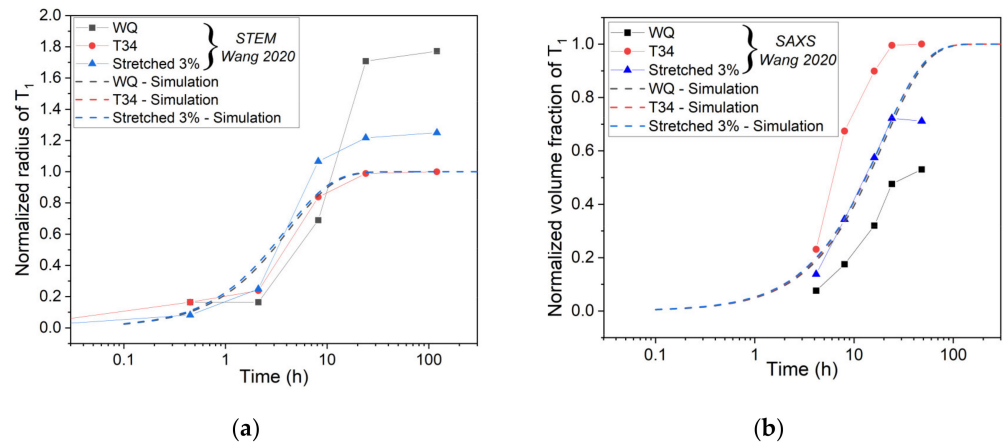 WQ
T34
Stretched 3%
STEM
Wang 2020
WQ - Simulation
T34 - Simulation
Stretched 3% - Simulation
Normalized radius of T1
1.8
1.6
1.4
1.2
1.0
0.8
0.6
0.4
0.2
0.0
0.1
1
10
100
Time (h)
(a)
WQ
T34
Stretched 3%
SAXS
Wang 2020
WQ - Simulation
T34 - Simulation
Stretched 3% - Simulation
Normalized volume fraction of T1
1.0
0.8
0.6
0.4
0.2
0.0
0.1
1
10
100
Time (h)
(b)